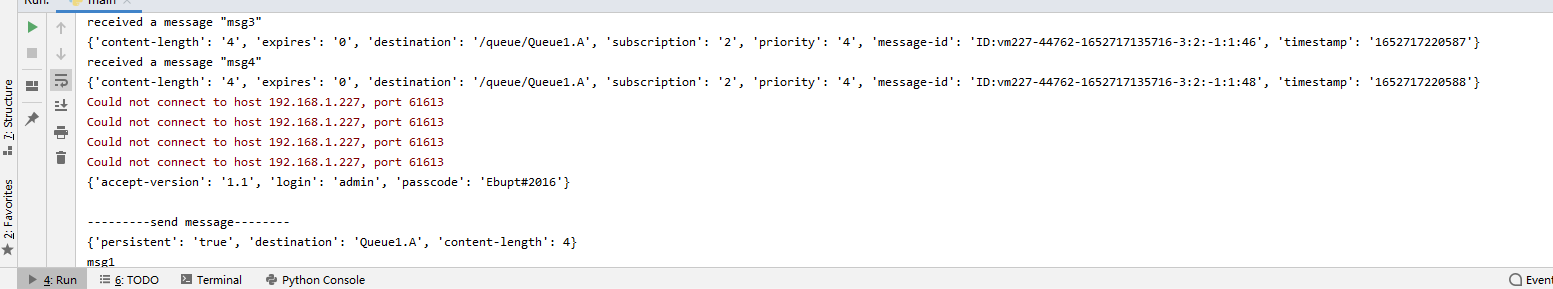 Run:
main
received a message "msg3"
{'content-length': '4', 'expires': '0', 'destination': '/queue/Queue1.A', 'subscription': '2', 'priority': '4', 'message-id': 'ID:vm227-44762-1652717135716-3:2:-1:1:46', 'timestamp': '1652717220587'}
received a message "msg4"
{'content-length': '4', 'expires': '0', 'destination': '/queue/Queue1.A', 'subscription': '2', 'priority': '4', 'message-id': 'ID:vm227-44762-1652717135716-3:2:-1:1:48', 'timestamp': '1652717220588'}
Could not connect to host 192.168.1.227, port 61613
Could not connect to host 192.168.1.227, port 61613
Could not connect to host 192.168.1.227, port 61613
Could not connect to host 192.168.1.227, port 61613
{'accept-version': '1.1', 'login': 'admin', 'passcode': 'Ebupt#2016'}
---------send message--------
{'persistent': 'true', 'destination': 'Queue1.A', 'content-length': 4}
msg1
7: Structure
2: Favorites
4: Run
6: TODO
Terminal
Python Console
Event